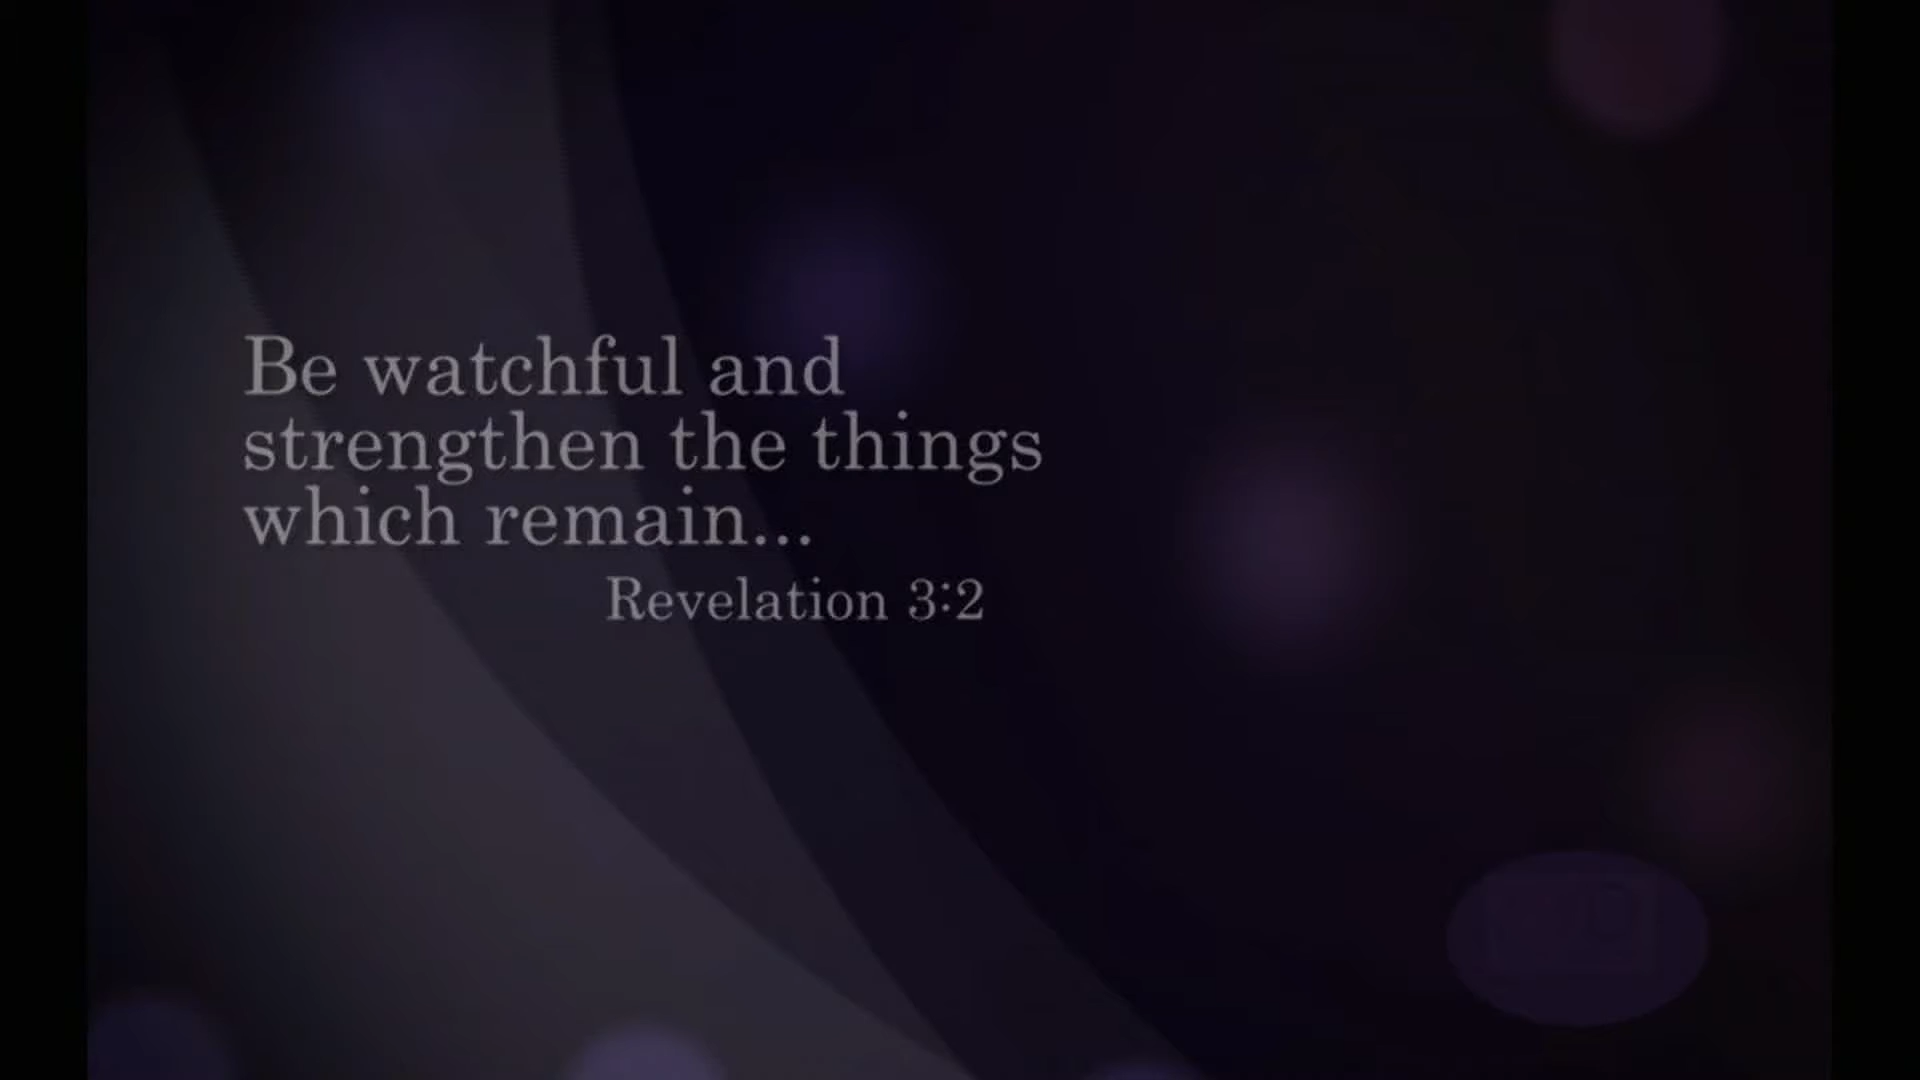 Be watchful and
strengthen the things
which remain...
Revelation 3:2